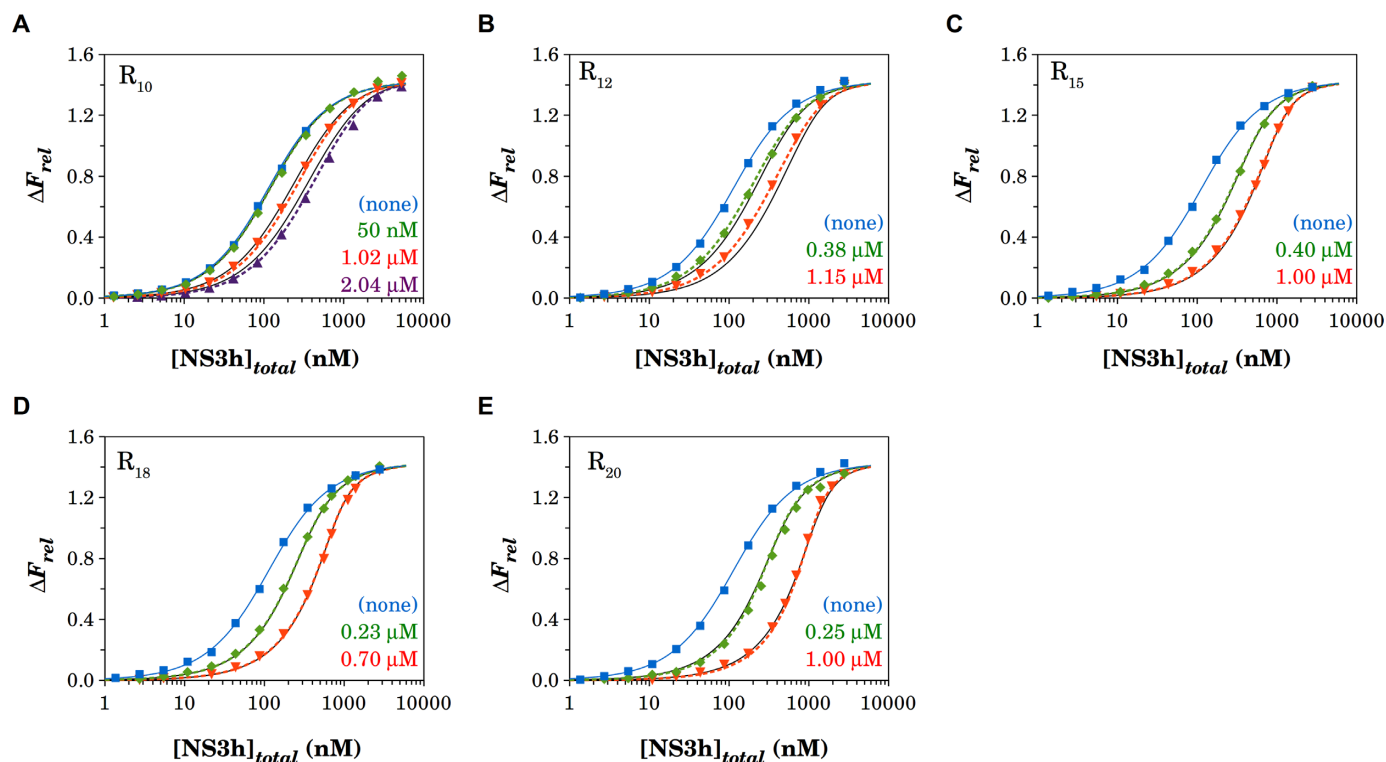 A
R10
ΔFrel
1.6
1.2
0.8
0.4
0.0
(none)
50 nM
1.02 μM
2.04 μM
1 10 100 1000 10000
[NS3h]total (nM)
B
R12
ΔFrel
1.6
1.2
0.8
0.4
0.0
(none)
0.38 μM
1.15 μM
1 10 100 1000 10000
[NS3h]total (nM)
C
R15
ΔFrel
1.6
1.2
0.8
0.4
0.0
(none)
0.40 μM
1.00 μM
1 10 100 1000 10000
[NS3h]total (nM)
D
R18
ΔFrel
1.6
1.2
0.8
0.4
0.0
(none)
0.23 μM
0.70 μM
1 10 100 1000 10000
[NS3h]total (nM)
E
R20
ΔFrel
1.6
1.2
0.8
0.4
0.0
(none)
0.25 μM
1.00 μM
1 10 100 1000 10000
[NS3h]total (nM)